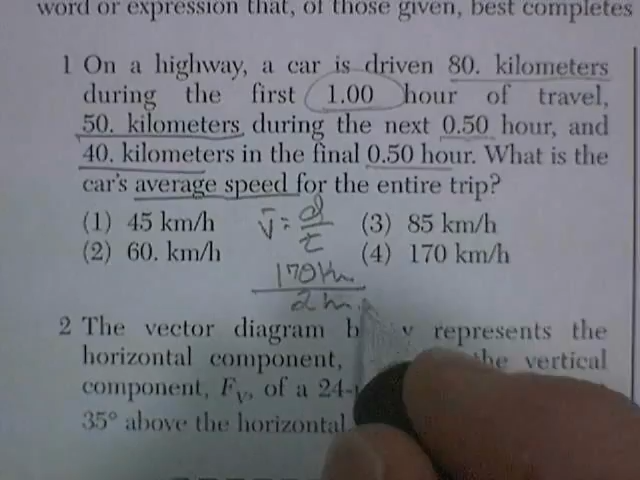 word or expression that, of those given, best completes
1 On a highway, a car is driven 80. kilometers
during the first 1.00 hour of travel,
50. kilometers during the next 0.50 hour, and
40. kilometers in the final 0.50 hour. What is the
car's average speed for the entire trip?
(1) 45 km/h (3) 85 km/h
(2) 60. km/h (4) 170 km/h
v̄ = d/t
170 km
2 The vector diagram represents the
horizontal component, the vertical
component, Fv, of a 24-
35° above the horizontal.